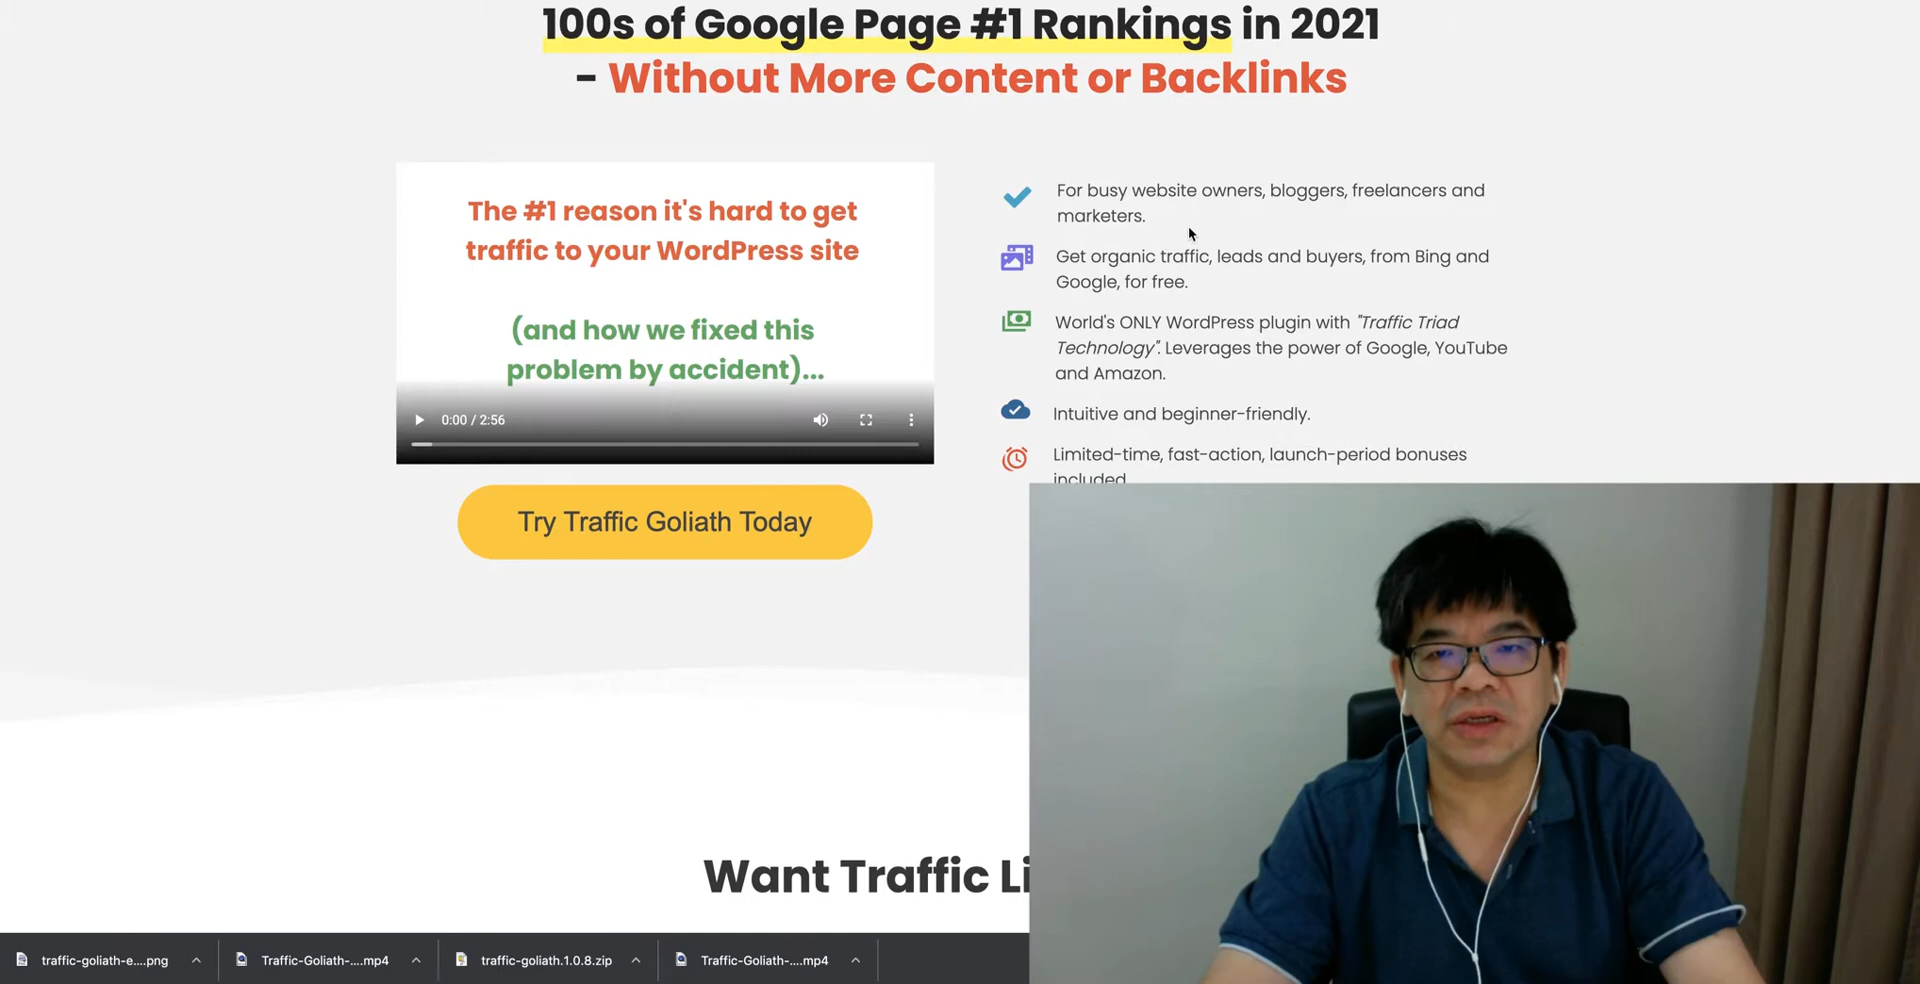 100s of Google Page #1 Rankings in 2021
- Without More Content or Backlinks
The #1 reason it's hard to get
traffic to your WordPress site
(and how we fixed this
problem by accident)...
0:00 / 2:56
Try Traffic Goliath Today
For busy website owners, bloggers, freelancers and
marketers.
Get organic traffic, leads and buyers, from Bing and
Google, for free.
World's ONLY WordPress plugin with "Traffic Triad
Technology". Leverages the power of Google, YouTube
and Amazon.
Intuitive and beginner-friendly.
Limited-time, fast-action, launch-period bonuses
included
Want Traffic Li
traffic-goliath-e....png
Traffic-Goliath-....mp4
traffic-goliath.1.0.8.zip
Traffic-Goliath-....mp4